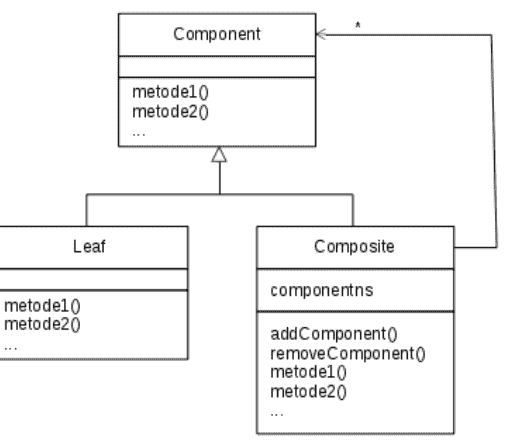 Component
*
metode1()
metode2()
...
Leaf
metode1()
metode2()
...
Composite
componentns
addComponent()
removeComponent()
metode1()
metode2()
...